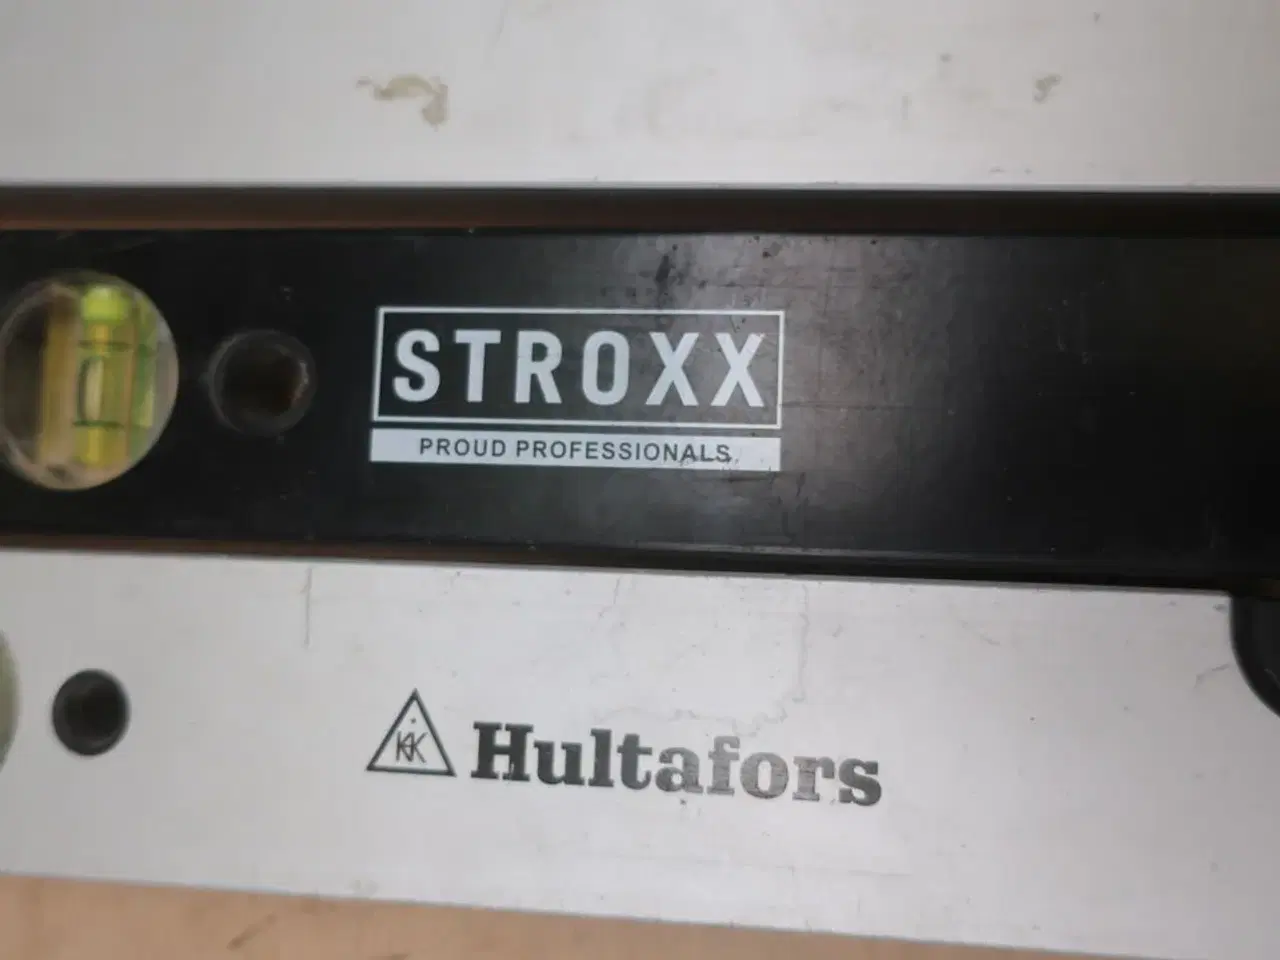 STROXX
PROUD PROFESSIONALS
Hultafors